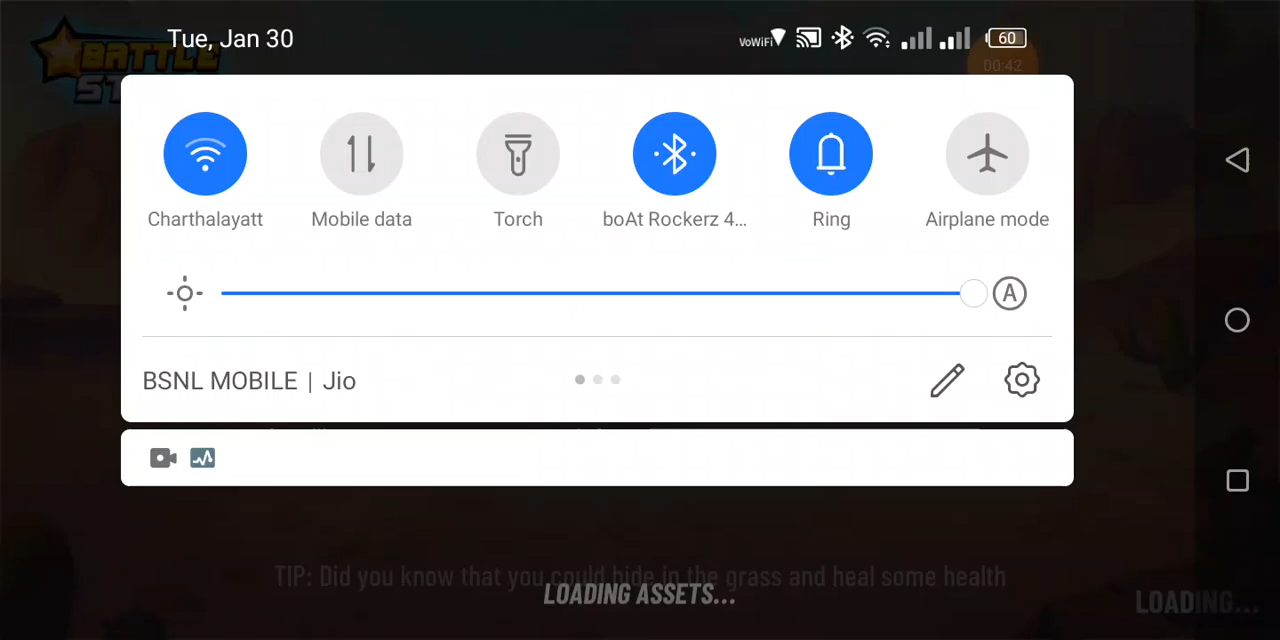 Tue, Jan 30
VoWiFi
60
00:42
BATTLE
Charthalayatt
Mobile data
Torch
boAt Rockerz 4...
Ring
Airplane mode
A
BSNL MOBILE | Jio
TIP: Did you know that you could hide in the grass and heal some health
LOADING ASSETS...
LOADING...